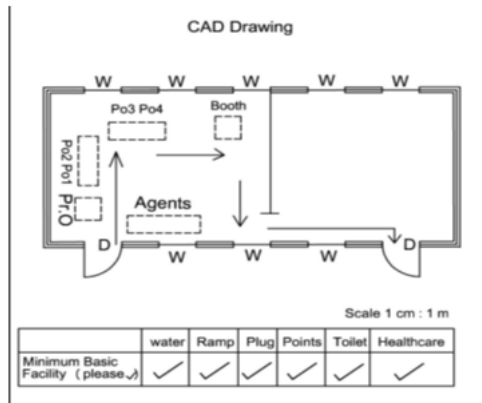 CAD Drawing
W W W W W
Po3 Po4 Booth
Po2 Po1
Pr.O
Agents
D D
W W W W
Scale 1 cm : 1 m
water Ramp Plug Points Toilet Healthcare
Minimum Basic
Facility (please ✓) ✓ ✓ ✓ ✓ ✓ ✓